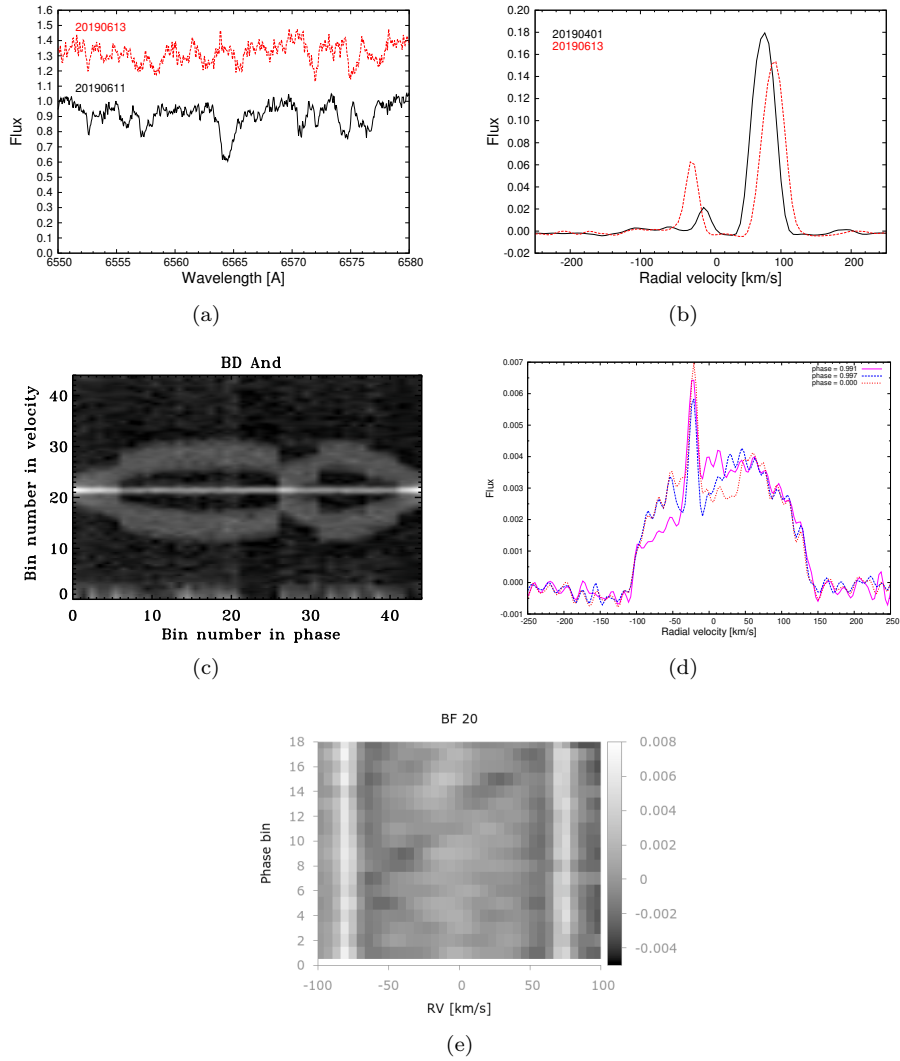 1.6
1.5
1.4
1.3
1.2
1.1
1.0
0.9
0.8
0.7
0.6
0.5
0.4
0.3
0.2
0.1
0.0
Flux
20190613
20190611
6550 6555 6560 6565 6570 6575 6580
Wavelength [A]
(a)
0.20
0.18
0.16
0.14
0.12
0.10
0.08
0.06
0.04
0.02
0.00
-0.02
Flux
20190401
20190613
-200 -100 0 100 200
Radial velocity [km/s]
(b)
BD And
40
30
20
10
0
Bin number in velocity
0 10 20 30 40
Bin number in phase
(c)
0.007
0.006
0.005
0.004
0.003
0.002
0.001
0.000
-0.001
Flux
phase = 0.991
phase = 0.997
phase = 0.000
-250 -200 -150 -100 -50 0 50 100 150 200 250
Radial velocity [km/s]
(d)
BF 20
18
16
14
12
10
8
6
4
2
0
Phase bin
-100 -50 0 50 100
RV [km/s]
0.008
0.006
0.004
0.002
0
-0.002
-0.004
(e)